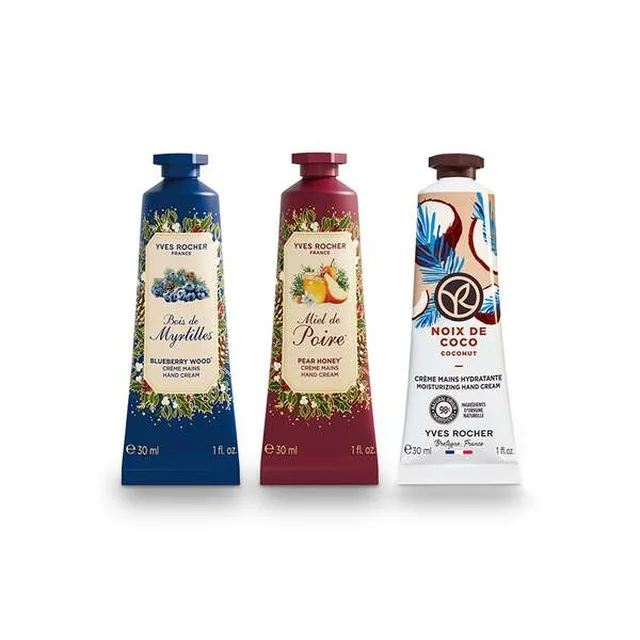 YVES ROCHER
FRANCE
Bois de
Myrtilles
BLUEBERRY WOOD*
CRÈME MAINS
HAND CREAM
℮30 ml
1 fl. oz.
YVES ROCHER
FRANCE
Miel de
Poire*
PEAR HONEY*
CRÈME MAINS
HAND CREAM
℮30 ml
1 fl. oz.
NOIX DE
COCO
COCONUT
CRÈME MAINS HYDRATANTE
MOISTURIZING HAND CREAM
98%
INGRÉDIENTS
D'ORIGINE
NATURELLE
YVES ROCHER
Bretagne, France
℮30 ml
1 fl. oz.